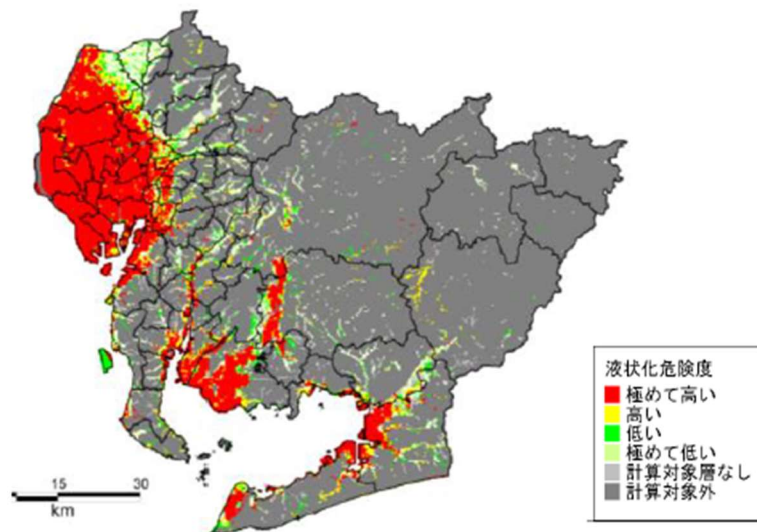 液状化危険度
極めて高い
高い
低い
極めて低い
計算対象層なし
計算対象外
15 30
km